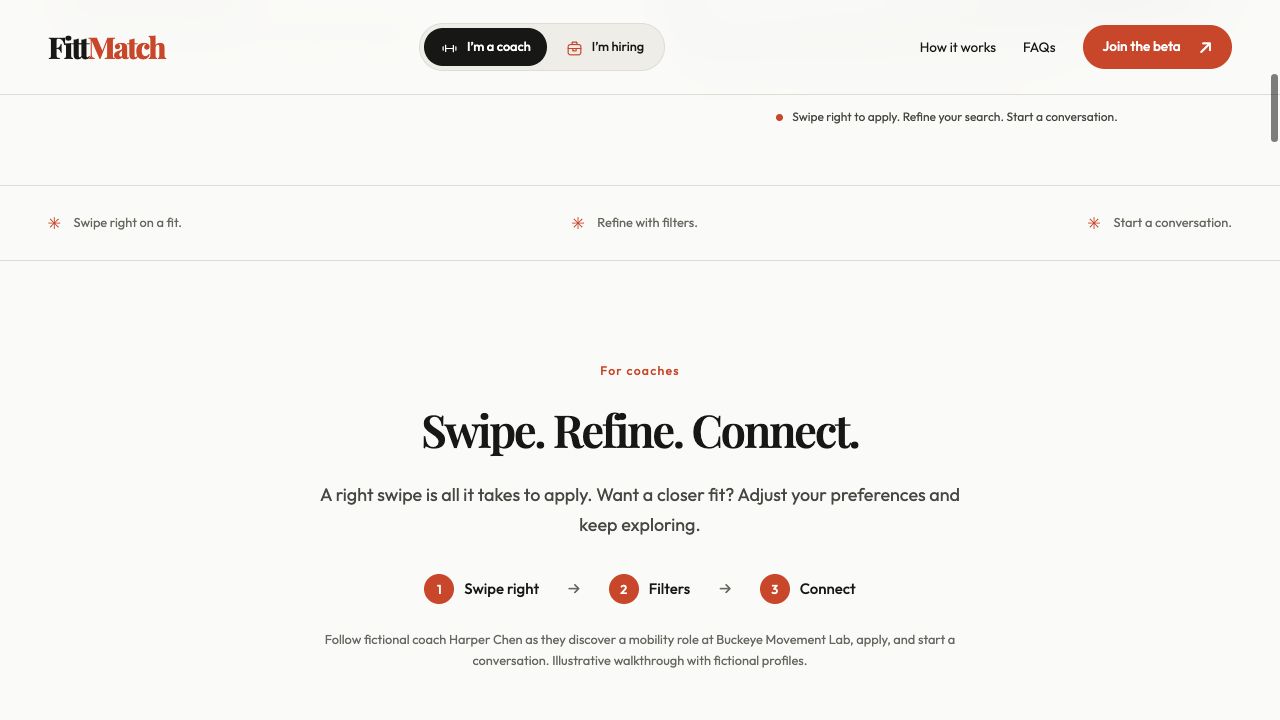 FittMatch
I'm a coach
I'm hiring
How it works
FAQs
Join the beta
Swipe right to apply. Refine your search. Start a conversation.
Swipe right on a fit.
Refine with filters.
Start a conversation.
For coaches
Swipe. Refine. Connect.
A right swipe is all it takes to apply. Want a closer fit? Adjust your preferences and
keep exploring.
1 Swipe right → 2 Filters → 3 Connect
Follow fictional coach Harper Chen as they discover a mobility role at Buckeye Movement Lab, apply, and start a
conversation. Illustrative walkthrough with fictional profiles.